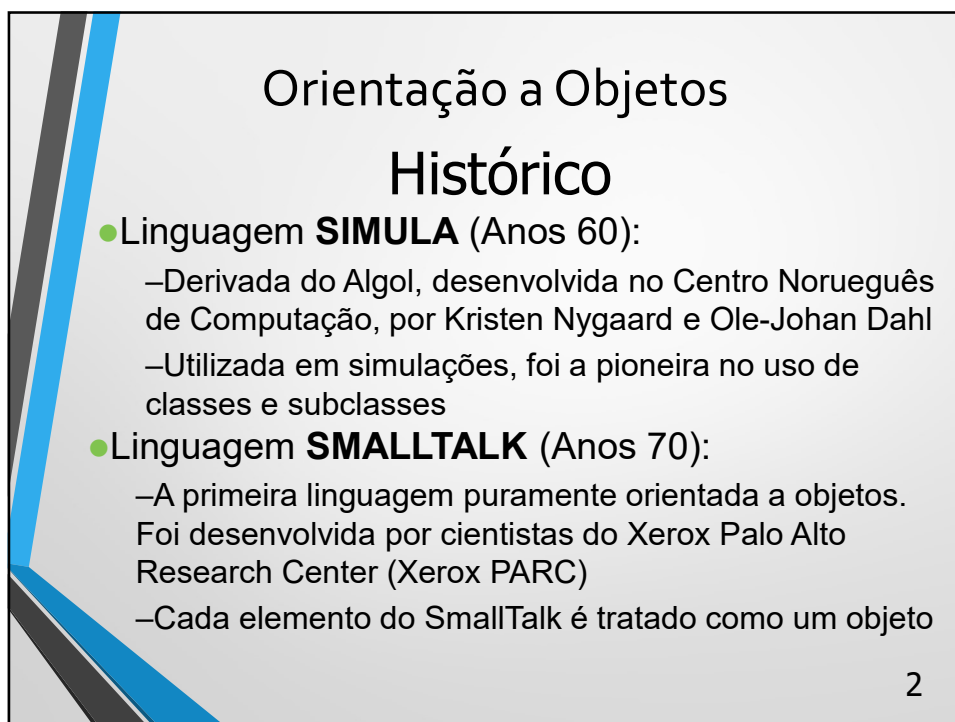 Orientação a Objetos
Histórico
●Linguagem SIMULA (Anos 60):
–Derivada do Algol, desenvolvida no Centro Norueguês
de Computação, por Kristen Nygaard e Ole-Johan Dahl
–Utilizada em simulações, foi a pioneira no uso de
classes e subclasses
●Linguagem SMALLTALK (Anos 70):
–A primeira linguagem puramente orientada a objetos.
Foi desenvolvida por cientistas do Xerox Palo Alto
Research Center (Xerox PARC)
–Cada elemento do SmallTalk é tratado como um objeto
2